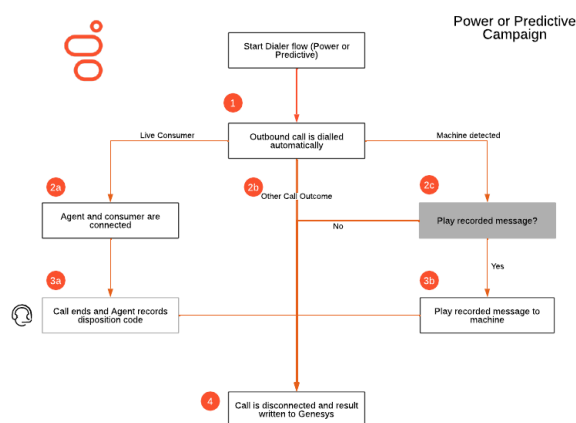 Power or Predictive
Campaign
Start Dialer flow (Power or
Predictive)
1
Live Consumer
Outbound call is dialled
automatically
Machine detected
2a
2b
Other Call Outcome
2c
Agent and consumer are
connected
Play recorded message?
No
Yes
3a
3b
Call ends and Agent records
disposition code
Play recorded message to
machine
4
Call is disconnected and result
written to Genesys